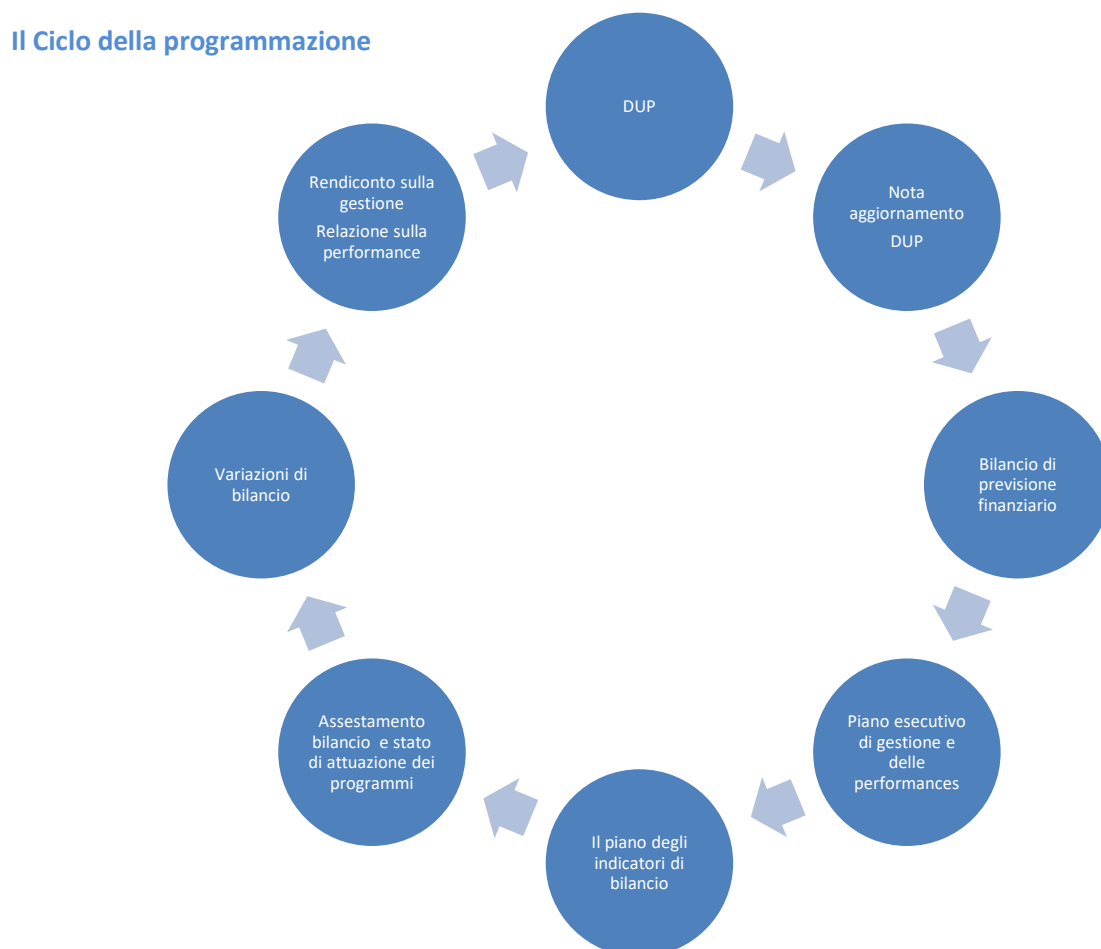 Il Ciclo della programmazione
DUP
Nota
aggiornamento
DUP
Bilancio di
previsione
finanziario
Piano esecutivo
di gestione e
delle
performances
Il piano degli
indicatori di
bilancio
Assestamento
bilancio e stato
di attuazione dei
programmi
Variazioni di
bilancio
Rendiconto sulla
gestione
Relazione sulla
performance